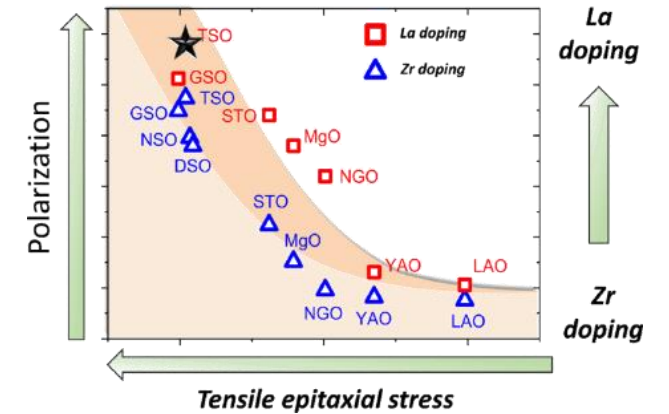 La
doping
TSO
La doping
Zr doping
GSO
TSO
GSO
STO
NSO
MgO
DSO
NGO
Polarization
STO
MgO
YAO
LAO
NGO
YAO
LAO
Zr
doping
Tensile epitaxial stress